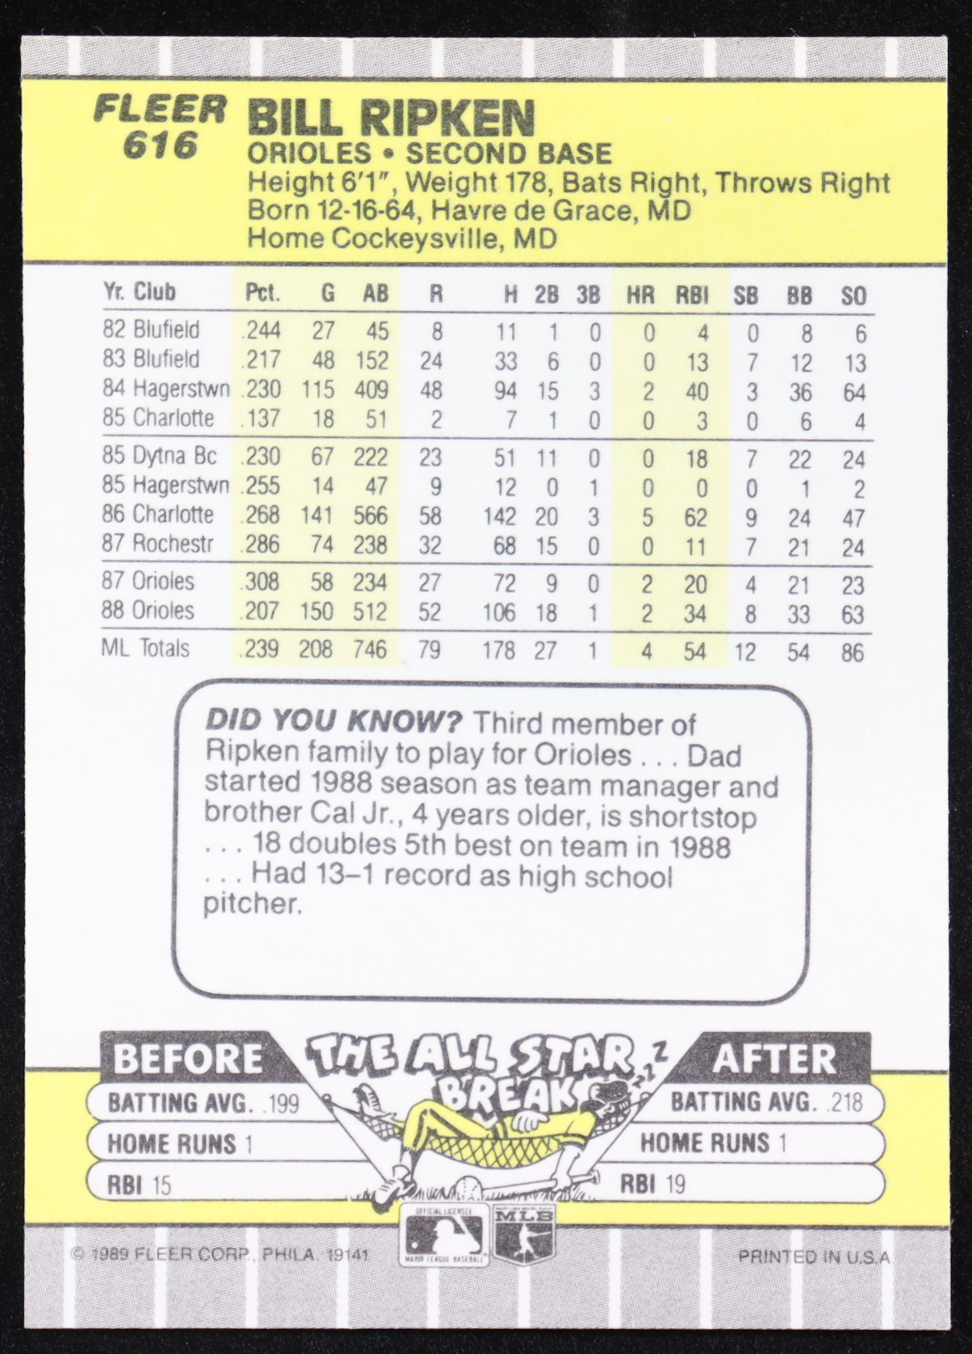 FLEER
616
BILL RIPKEN
ORIOLES • SECOND BASE
Height 6'1", Weight 178, Bats Right, Throws Right
Born 12-16-64, Havre de Grace, MD
Home Cockeysville, MD
Yr. Club Pct. G AB R H 2B 3B HR RBI SB BB SO
82 Blufield .244 27 45 8 11 1 0 0 4 0 8 6
83 Blufield .217 48 152 24 33 6 0 0 13 7 12 13
84 Hagerstwn .230 115 409 48 94 15 3 2 40 3 36 64
85 Charlotte .137 18 51 2 7 1 0 0 3 0 6 4
85 Dytna Bc .230 67 222 23 51 11 0 0 18 7 22 24
85 Hagerstwn .255 14 47 9 12 0 1 0 0 0 1 2
86 Charlotte .268 141 566 58 142 20 3 5 62 9 24 47
87 Rochestr .286 74 238 32 68 15 0 0 11 7 21 24
87 Orioles .308 58 234 27 72 9 0 2 20 4 21 23
88 Orioles .207 150 512 52 106 18 1 2 34 8 33 63
ML Totals .239 208 746 79 178 27 1 4 54 12 54 86
DID YOU KNOW? Third member of
Ripken family to play for Orioles . . . Dad
started 1988 season as team manager and
brother Cal Jr., 4 years older, is shortstop
. . . 18 doubles 5th best on team in 1988
. . . Had 13–1 record as high school
pitcher.
BEFORE THE ALL STAR BREAK Z Z Z AFTER
BATTING AVG. .199
HOME RUNS 1
RBI 15
BATTING AVG. .218
HOME RUNS 1
RBI 19
OFFICIAL LICENSEE
MAJOR LEAGUE BASEBALL
MLB
© 1989 FLEER CORP., PHILA. 19141
PRINTED IN U.S.A